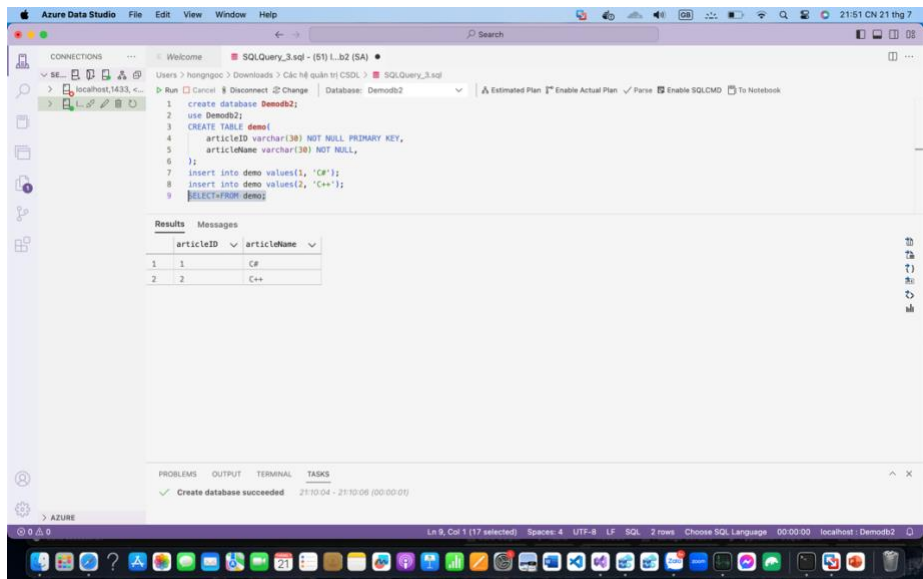 Azure Data Studio File Edit View Window Help
21:51 CN 21 thg 7
Search
CONNECTIONS
Welcome
SQLQuery_3.sql - (51) l...b2 (SA)
SE...
Users > hongngoc > Downloads > Các hệ quản trị CSDL > SQLQuery_3.sql
localhost,1433, <...
Run Cancel Disconnect Change Database: Demodb2 Estimated Plan Enable Actual Plan Parse Enable SQLCMD To Notebook
1 create database Demodb2;
2 use Demodb2;
3 CREATE TABLE demo(
4 articleID varchar(30) NOT NULL PRIMARY KEY,
5 articleName varchar(30) NOT NULL,
6 );
7 insert into demo values(1, 'C#');
8 insert into demo values(2, 'C++');
9 SELECT*FROM demo;
Results Messages
articleID articleName
1 1 C#
2 2 C++
PROBLEMS OUTPUT TERMINAL TASKS
Create database succeeded 21:10:04 - 21:10:06 (00:00:01)
AZURE
0 0 Ln 9, Col 1 (17 selected) Spaces: 4 UTF-8 LF SQL 2 rows Choose SQL Language 00:00:00 localhost : Demodb2